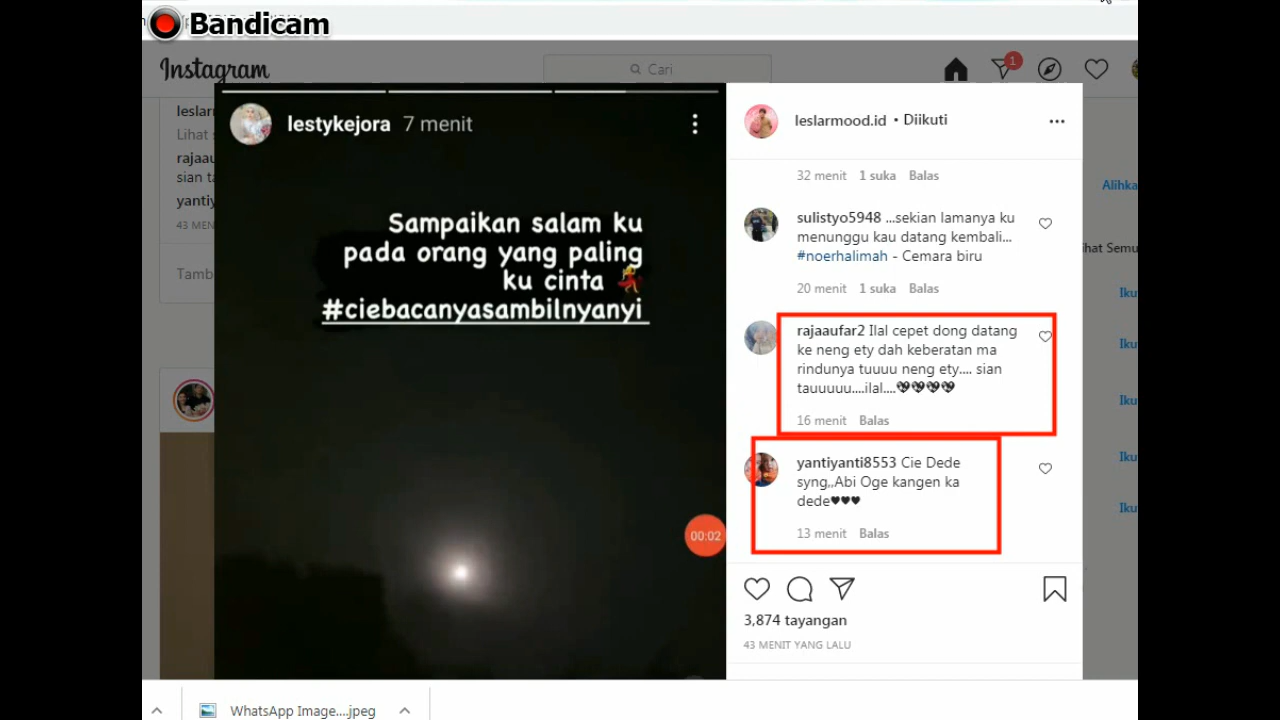 Bandicam
Instagram
Cari
1
leslar
Lihat s
rajaau
sian ta
yantiy
43 MENI
Tamb
lestykejora 7 menit
Sampaikan salam ku
pada orang yang paling
ku cinta 💃
#ciebacanyasambilnyanyi
00:02
leslarmood.id • Diikuti
32 menit 1 suka Balas
sulistyo5948 ...sekian lamanya ku
menunggu kau datang kembali...
#noerhalimah - Cemara biru
20 menit 1 suka Balas
rajaaufar2 Ilal cepet dong datang
ke neng ety dah keberatan ma
rindunya tuuuu neng ety.... sian
tauuuuu....ilal....💖💖💖💖
16 menit Balas
yantiyanti8553 Cie Dede
syng,,Abi Oge kangen ka
dede♥♥♥
13 menit Balas
3,874 tayangan
43 MENIT YANG LALU
Alihka
ihat Semu
Iku
Iku
Iku
Iku
Iku
WhatsApp Image....jpeg